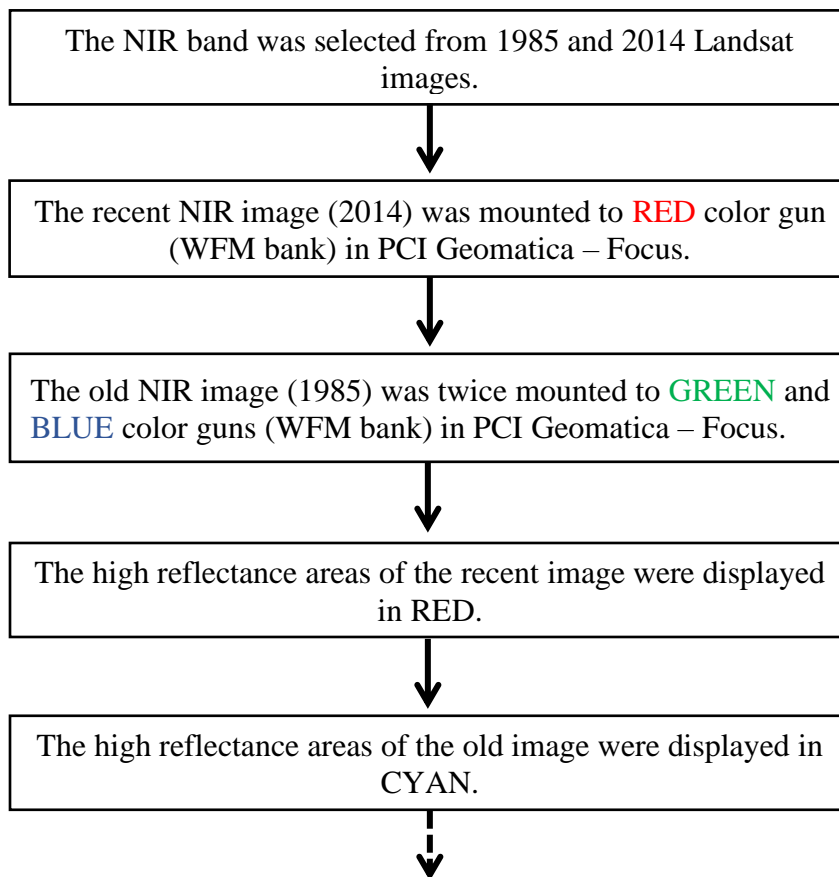 The NIR band was selected from 1985 and 2014 Landsat
images.
The recent NIR image (2014) was mounted to RED color gun
(WFM bank) in PCI Geomatica – Focus.
The old NIR image (1985) was twice mounted to GREEN and
BLUE color guns (WFM bank) in PCI Geomatica – Focus.
The high reflectance areas of the recent image were displayed
in RED.
The high reflectance areas of the old image were displayed in
CYAN.